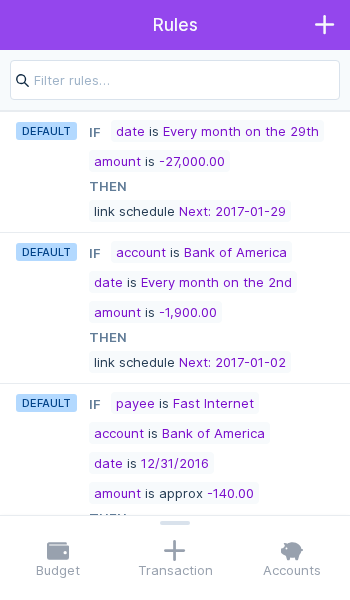 Rules
Filter rules…
DEFAULT IF date is Every month on the 29th
amount is -27,000.00
THEN
link schedule Next: 2017-01-29
DEFAULT IF account is Bank of America
date is Every month on the 2nd
amount is -1,900.00
THEN
link schedule Next: 2017-01-02
DEFAULT IF payee is Fast Internet
account is Bank of America
date is 12/31/2016
amount is approx -140.00
Budget Transaction Accounts